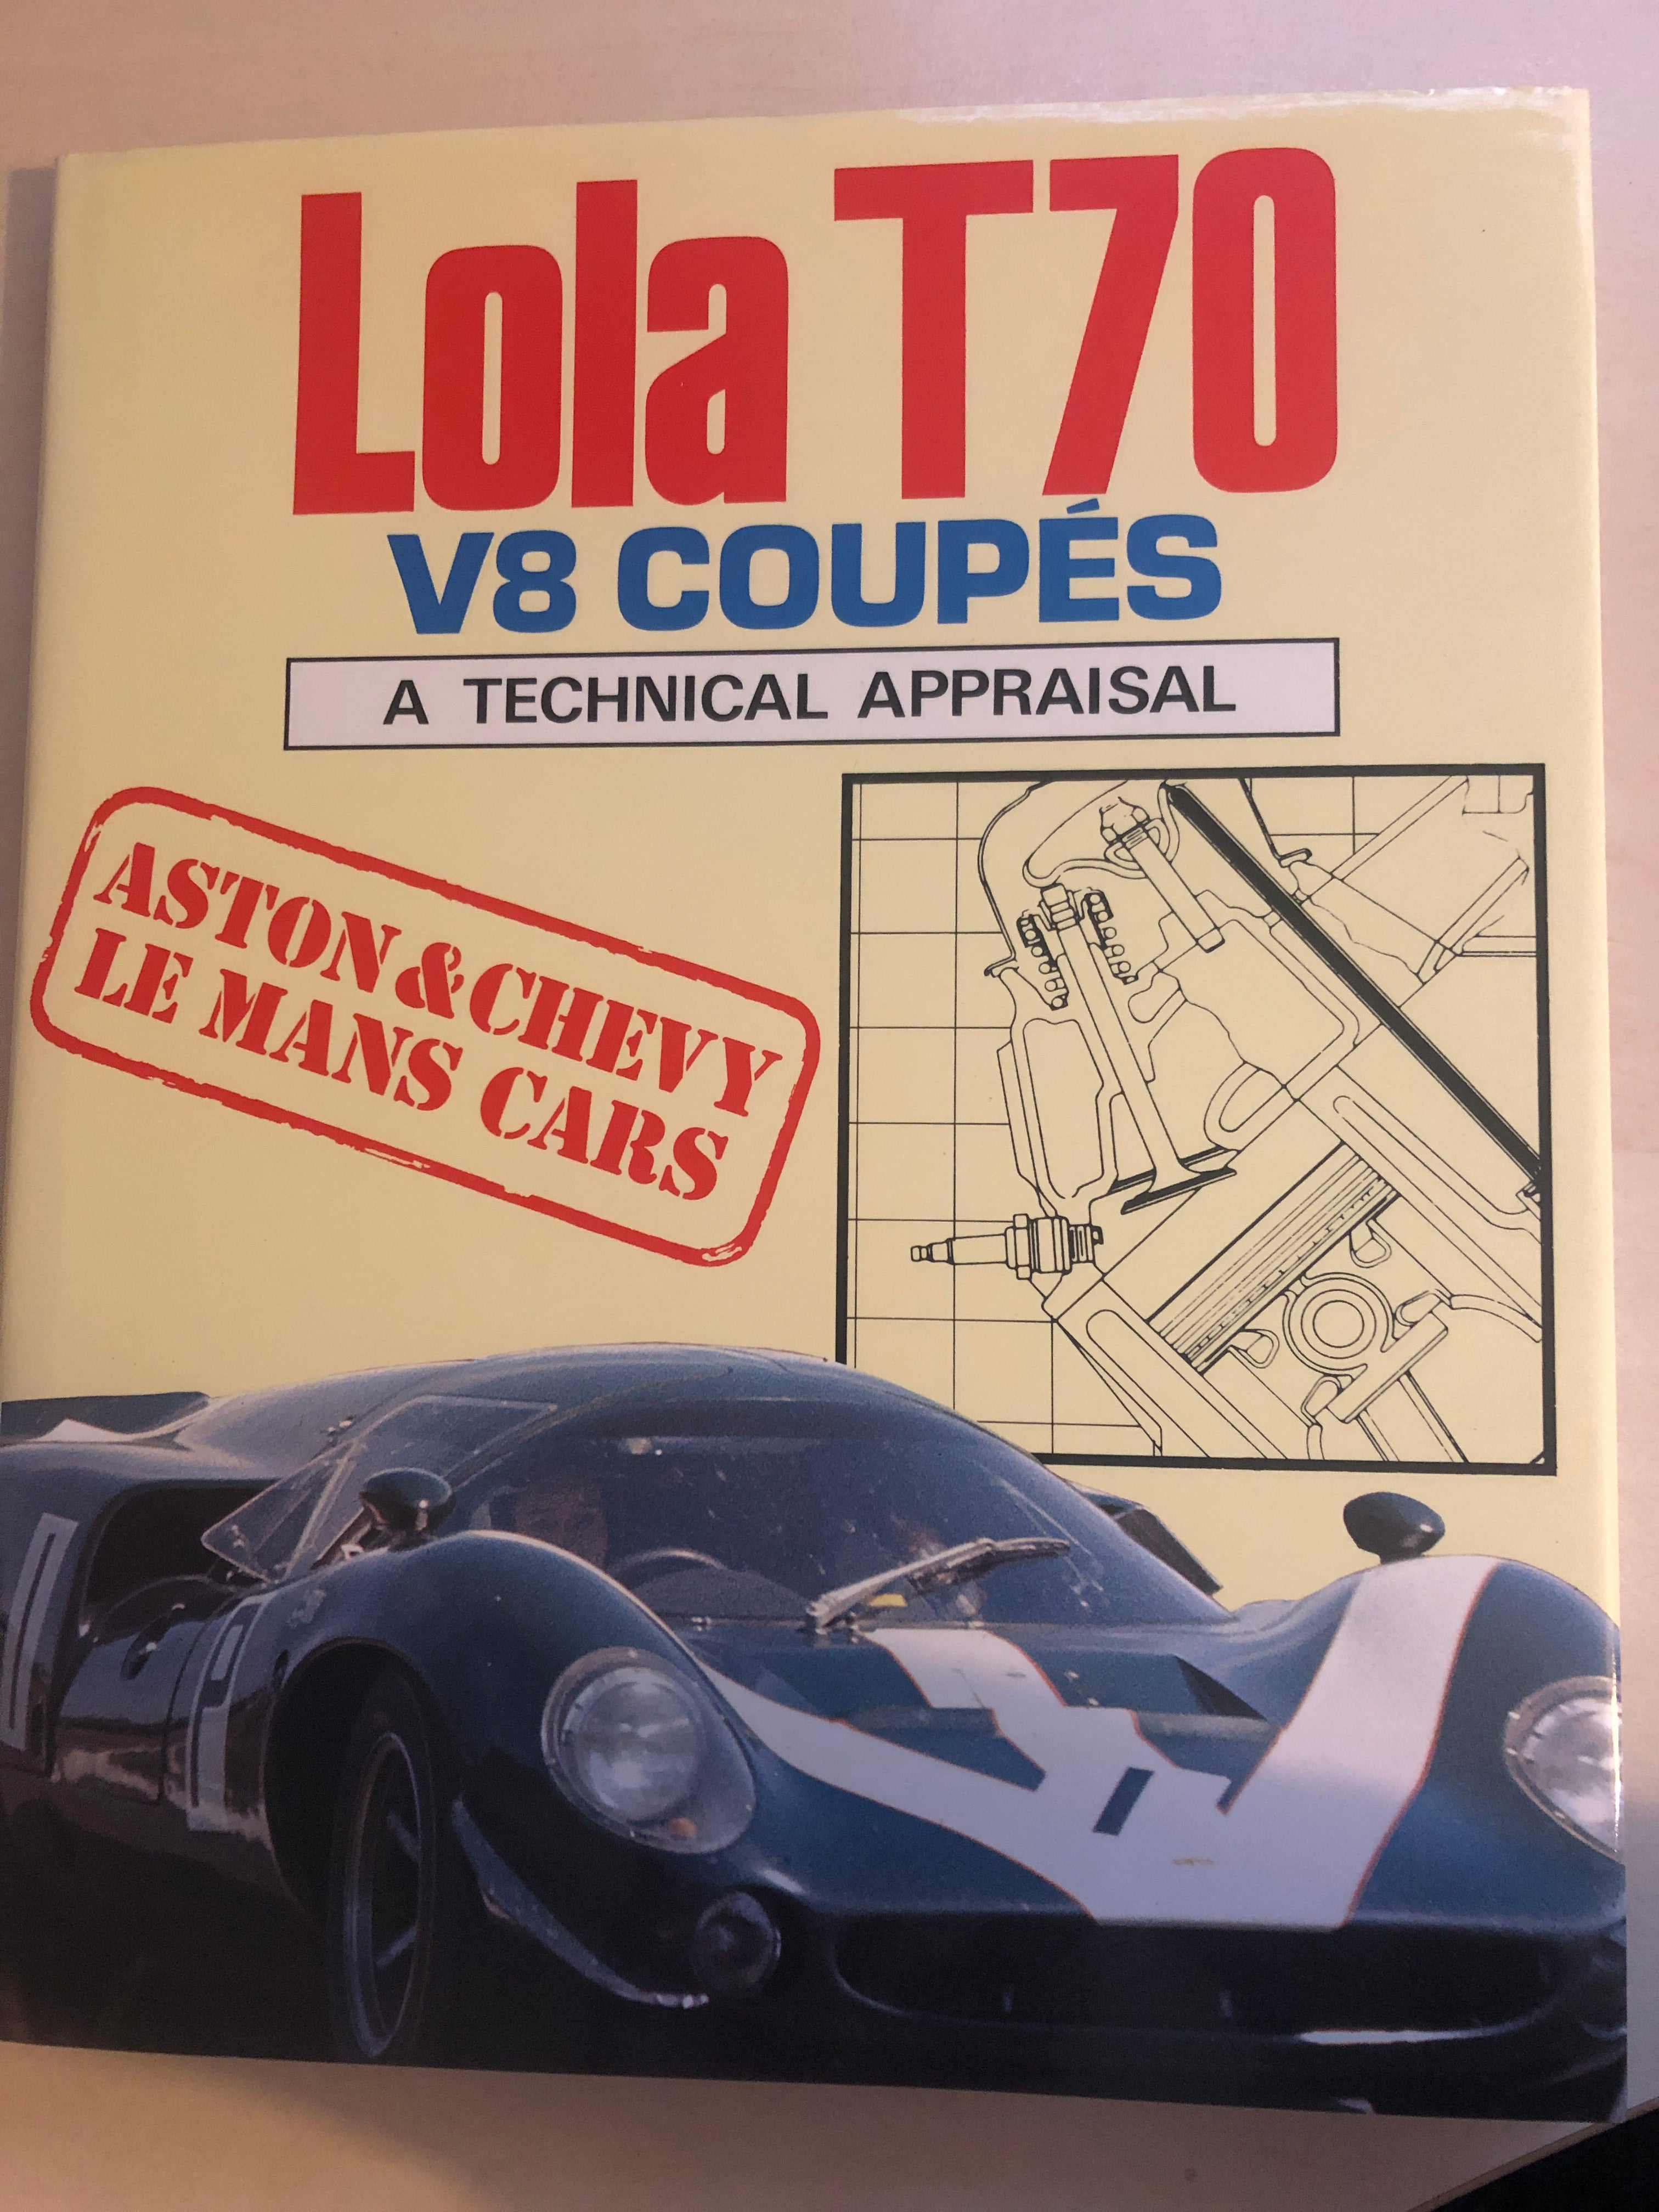 Lola T70
V8 COUPÉS
A TECHNICAL APPRAISAL
ASTON & CHEVY
LE MANS CARS